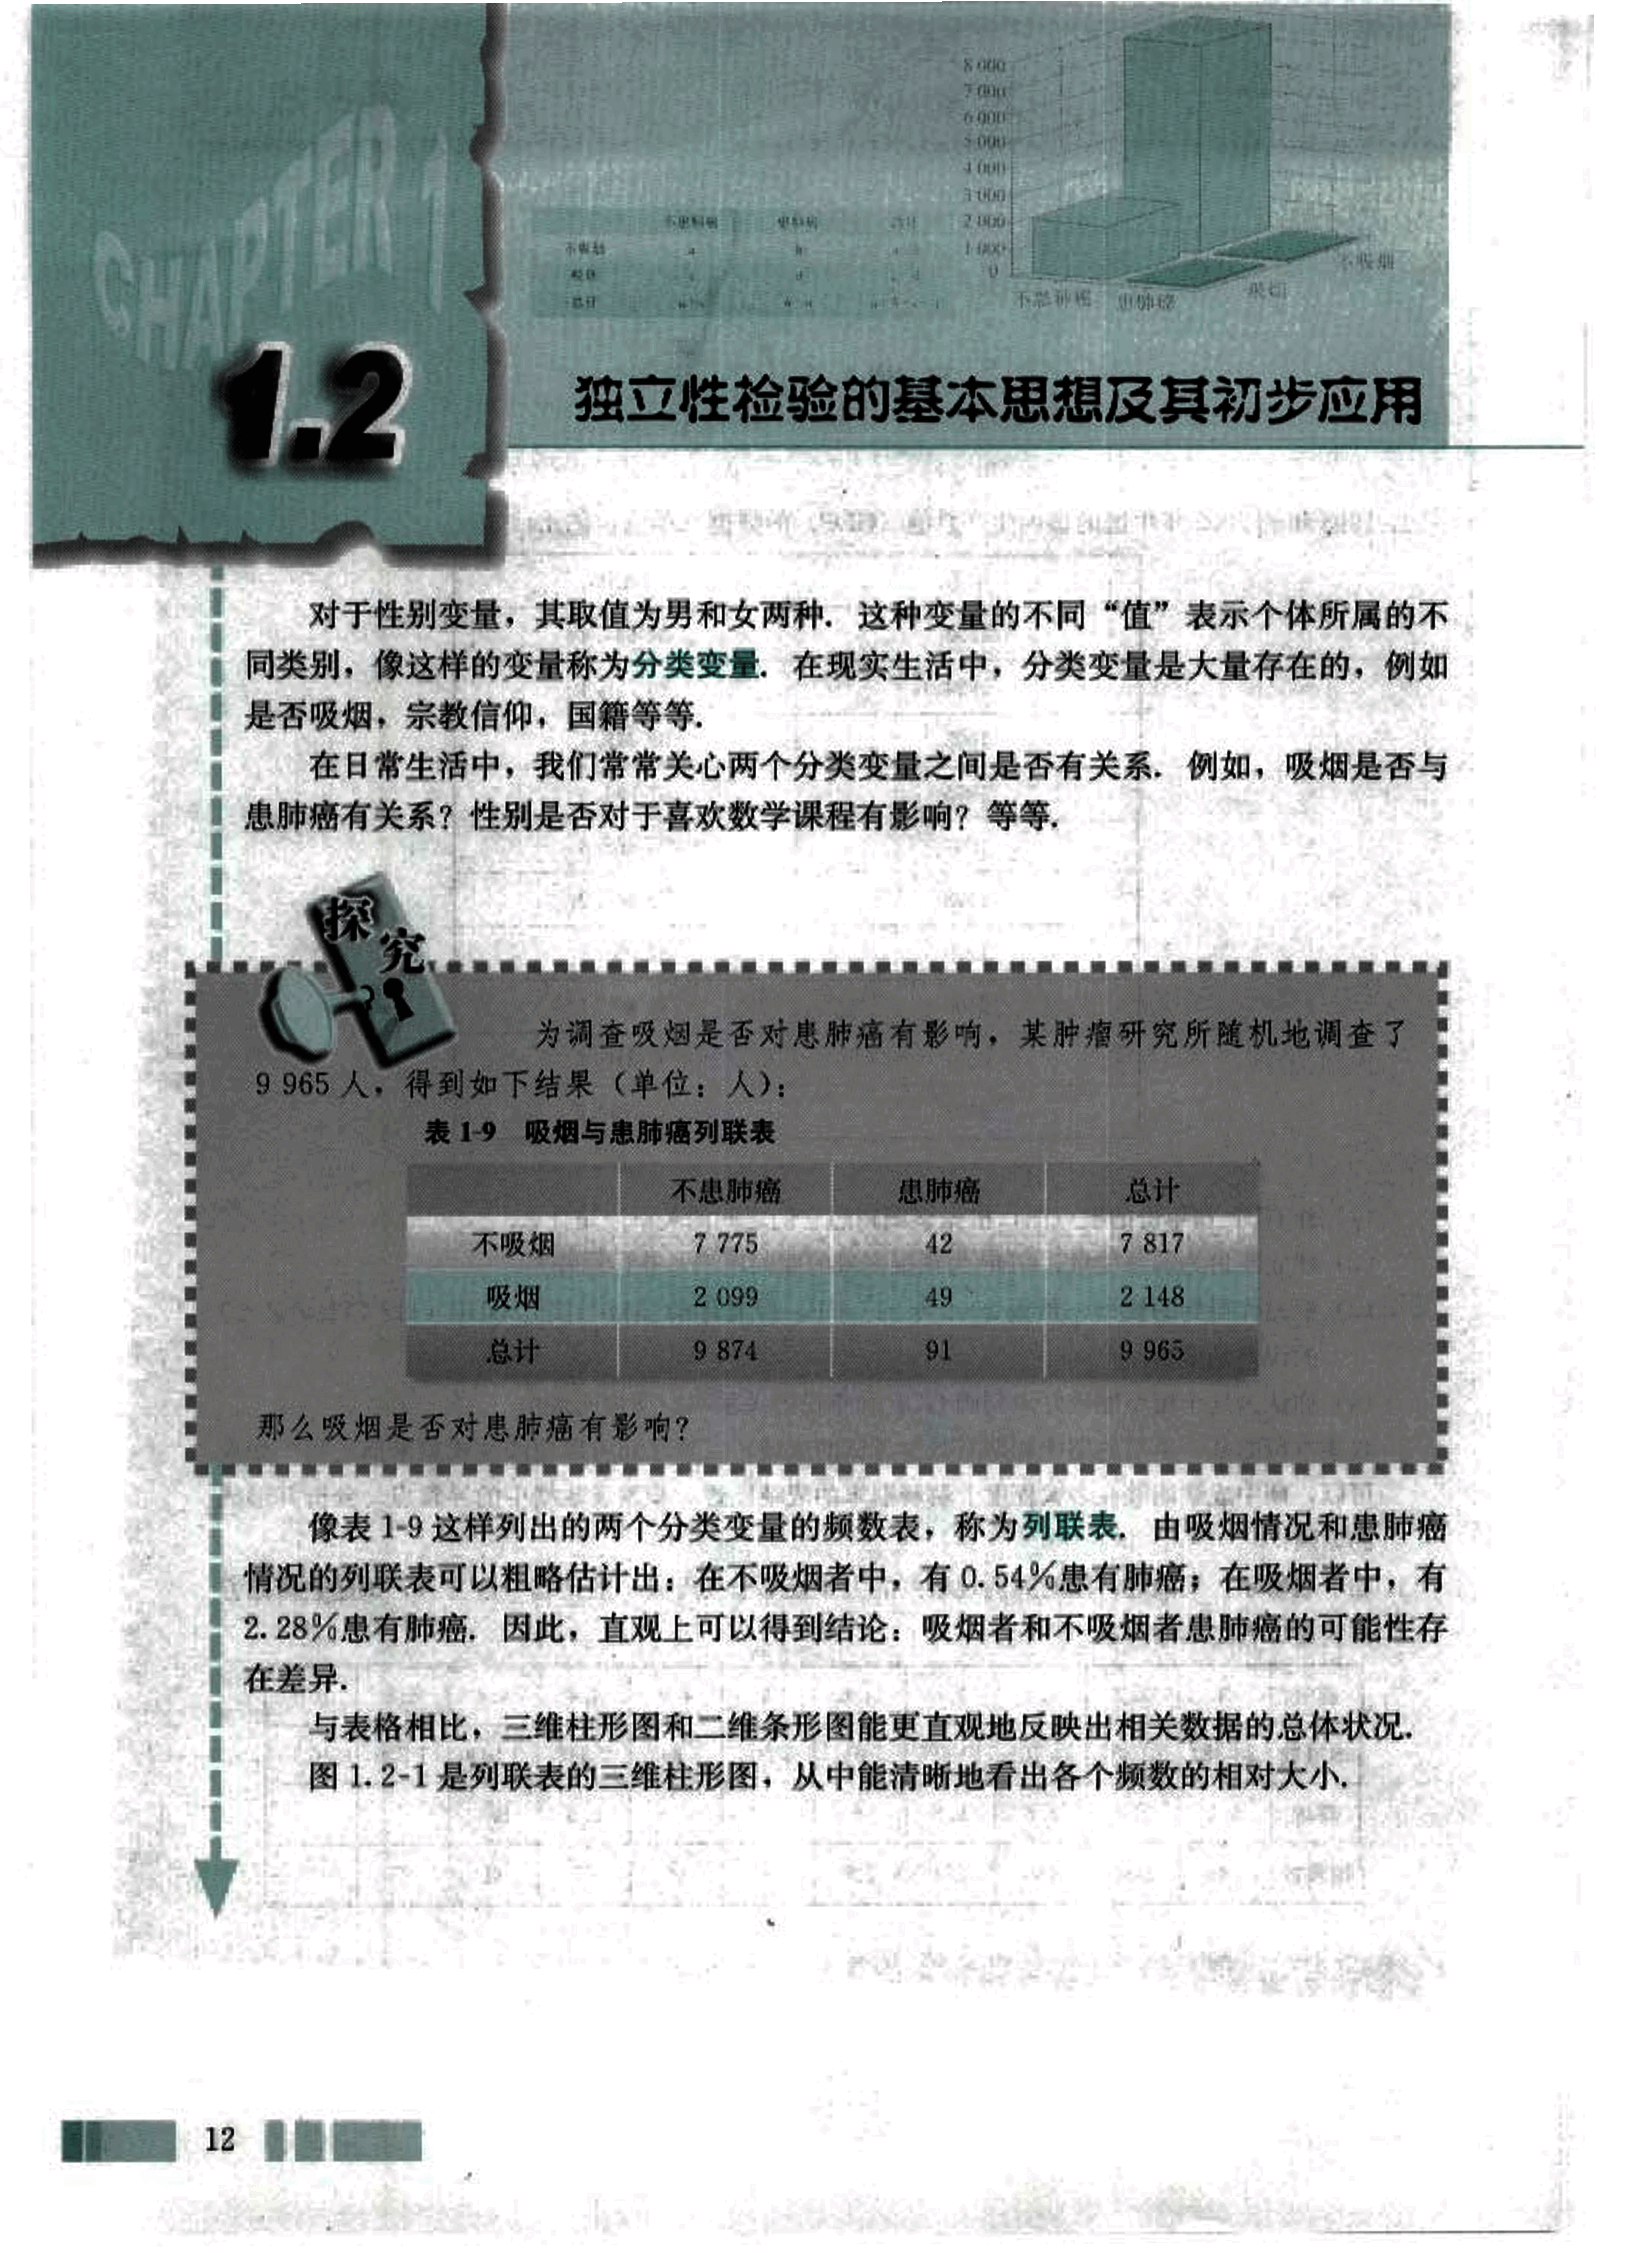 CHAPTER 1
8 000
7 000
6 000
5 000
4 000
3 000
2 000
1 000
0
不患肺癌 患肺癌 总计
不吸烟 a b
吸烟 c d
总计
不患肺癌 患肺癌 吸烟 不吸烟
1.2
独立性检验的基本思想及其初步应用
对于性别变量，其取值为男和女两种．这种变量的不同“值”表示个体所属的不
同类别，像这样的变量称为分类变量．在现实生活中，分类变量是大量存在的，例如
是否吸烟，宗教信仰，国籍等等．
在日常生活中，我们常常关心两个分类变量之间是否有关系．例如，吸烟是否与
患肺癌有关系？性别是否对于喜欢数学课程有影响？等等．
探究
为调查吸烟是否对患肺癌有影响，某肿瘤研究所随机地调查了
9 965 人，得到如下结果（单位：人）：
表 1-9 吸烟与患肺癌列联表
不患肺癌 患肺癌 总计
不吸烟 7 775 42 7 817
吸烟 2 099 49 2 148
总计 9 874 91 9 965
那么吸烟是否对患肺癌有影响？
像表 1-9 这样列出的两个分类变量的频数表，称为列联表．由吸烟情况和患肺癌
情况的列联表可以粗略估计出：在不吸烟者中，有 0.54%患有肺癌；在吸烟者中，有
2.28%患有肺癌．因此，直观上可以得到结论：吸烟者和不吸烟者患肺癌的可能性存
在差异．
与表格相比，三维柱形图和二维条形图能更直观地反映出相关数据的总体状况．
图 1.2-1 是列联表的三维柱形图，从中能清晰地看出各个频数的相对大小．
12